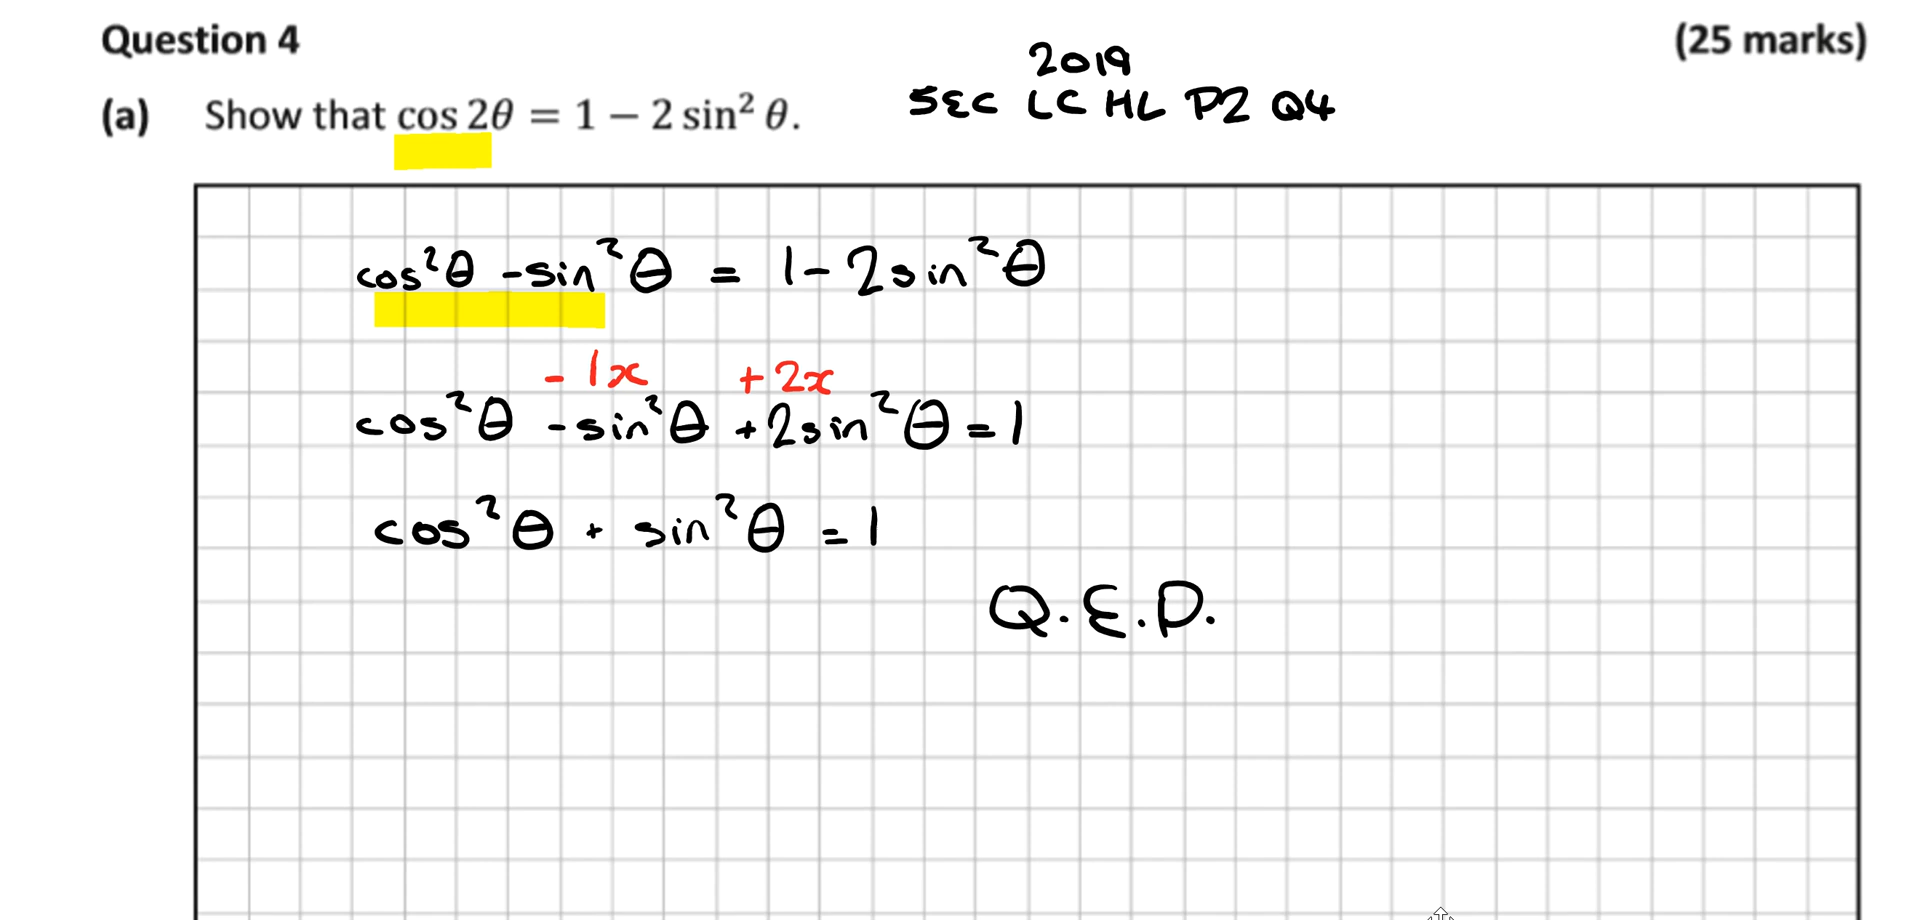 Question 4 (25 marks)
2019
SEC LC HL P2 Q4
(a) Show that cos 2θ = 1 − 2 sin² θ.
cos²θ - sin²θ = 1 - 2sin²θ
- 1x + 2x
cos²θ - sin²θ + 2sin²θ = 1
cos²θ + sin²θ = 1
Q.E.D.